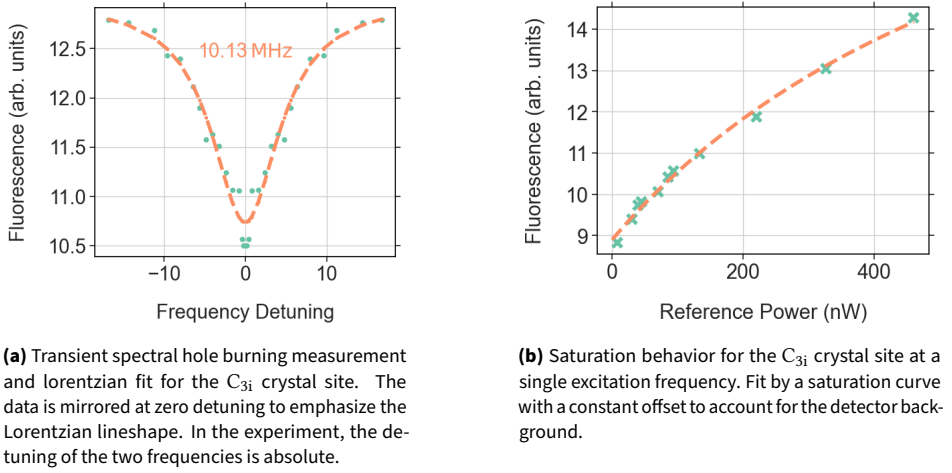 Fluorescence (arb. units)
12.5
12.0
11.5
11.0
10.5
10.13 MHz
−10
0
10
Frequency Detuning
(a) Transient spectral hole burning measurement
and lorentzian fit for the C3i crystal site. The
data is mirrored at zero detuning to emphasize the
Lorentzian lineshape. In the experiment, the de-
tuning of the two frequencies is absolute.
Fluorescence (arb. units)
14
13
12
11
10
9
0
200
400
Reference Power (nW)
(b) Saturation behavior for the C3i crystal site at a
single excitation frequency. Fit by a saturation curve
with a constant offset to account for the detector back-
ground.